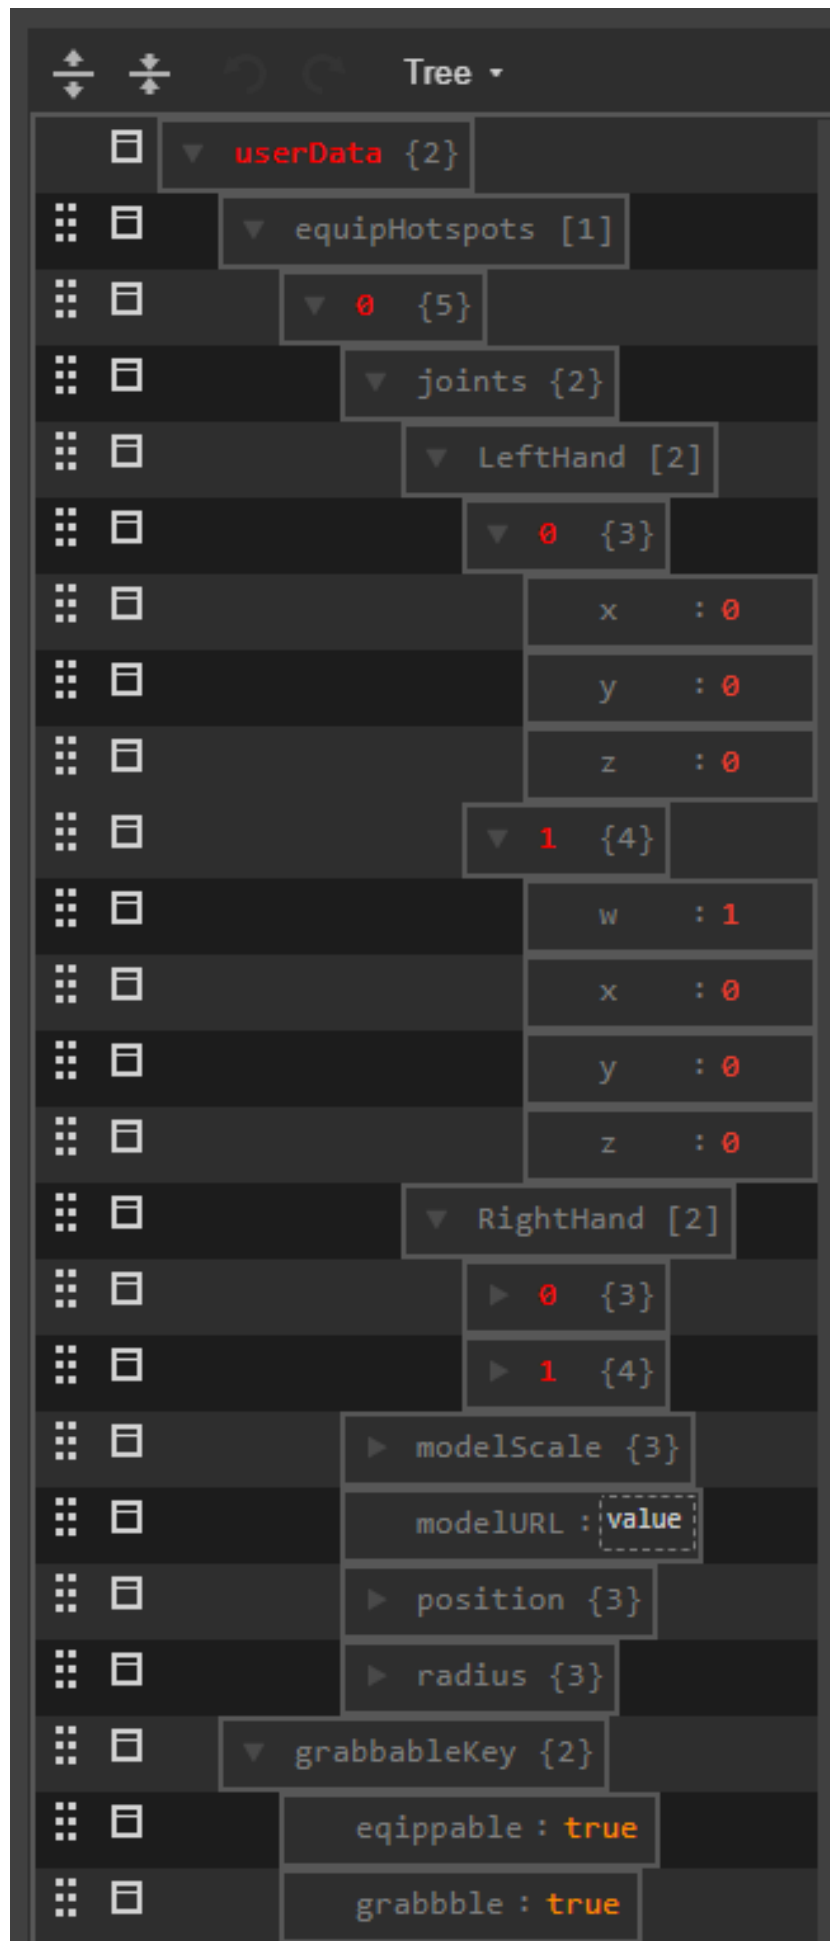 Tree
userData {2}
equipHotspots [1]
0 {5}
joints {2}
LeftHand [2]
0 {3}
x : 0
y : 0
z : 0
1 {4}
w : 1
x : 0
y : 0
z : 0
RightHand [2]
0 {3}
1 {4}
modelScale {3}
modelURL : value
position {3}
radius {3}
grabbableKey {2}
eqippable : true
grabbble : true